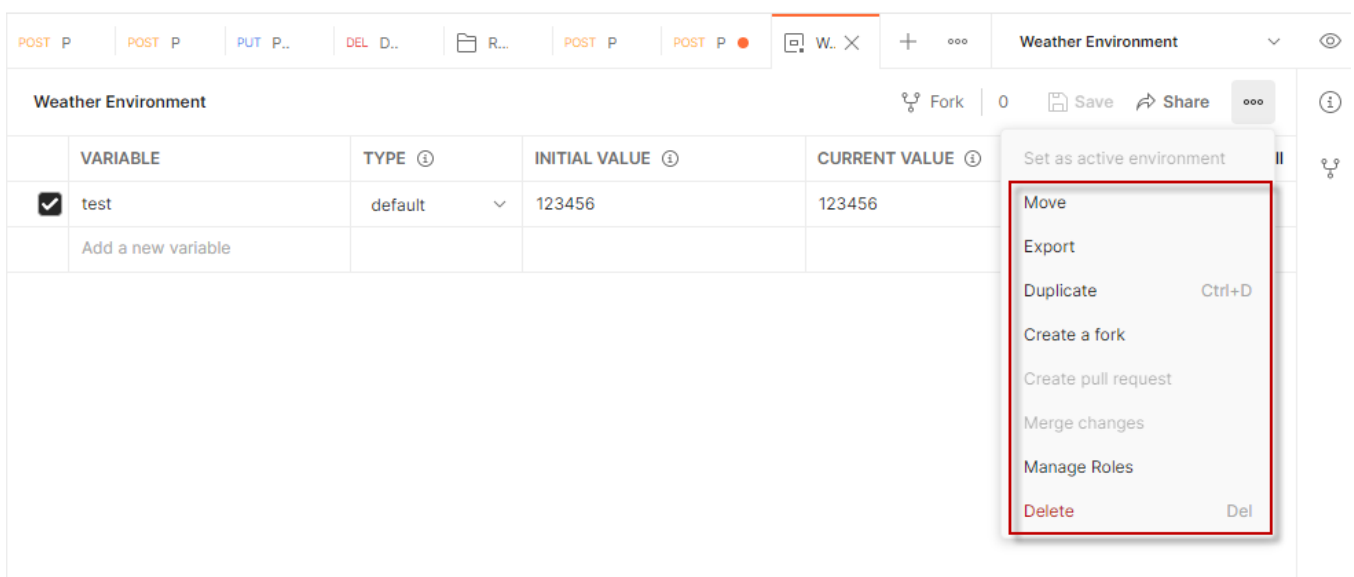 POST P POST P PUT P.. DEL D.. R... POST P POST P W.. Weather Environment
Weather Environment Fork 0 Save Share
VARIABLE TYPE INITIAL VALUE CURRENT VALUE
Set as active environment
test default 123456 123456
Move
Add a new variable
Export
Duplicate Ctrl+D
Create a fork
Create pull request
Merge changes
Manage Roles
Delete Del